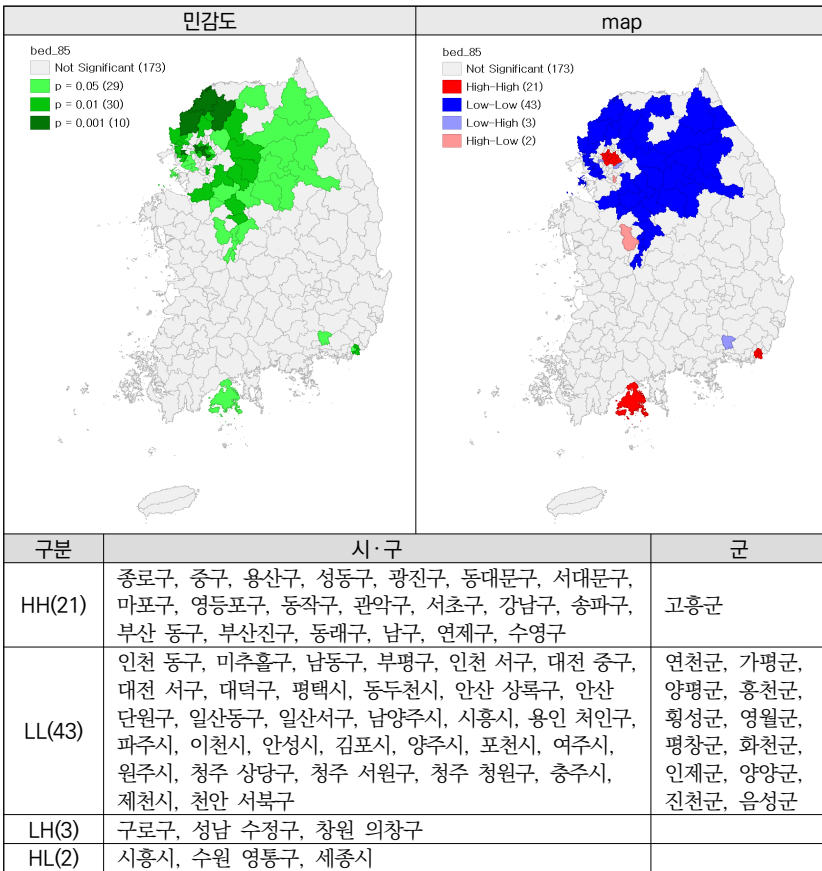 민감도
map
bed_85
Not Significant (173)
p = 0.05 (29)
p = 0.01 (30)
p = 0.001 (10)
bed_85
Not Significant (173)
High-High (21)
Low-Low (43)
Low-High (3)
High-Low (2)
구분 시·구 군
HH(21)
종로구, 중구, 용산구, 성동구, 광진구, 동대문구, 서대문구,
마포구, 영등포구, 동작구, 관악구, 서초구, 강남구, 송파구,
부산 동구, 부산진구, 동래구, 남구, 연제구, 수영구
고흥군
LL(43)
인천 동구, 미추홀구, 남동구, 부평구, 인천 서구, 대전 중구,
대전 서구, 대덕구, 평택시, 동두천시, 안산 상록구, 안산
단원구, 일산동구, 일산서구, 남양주시, 시흥시, 용인 처인구,
파주시, 이천시, 안성시, 김포시, 양주시, 포천시, 여주시,
원주시, 청주 상당구, 청주 서원구, 청주 청원구, 충주시,
제천시, 천안 서북구
연천군, 가평군,
양평군, 홍천군,
횡성군, 영월군,
평창군, 화천군,
인제군, 양양군,
진천군, 음성군
LH(3) 구로구, 성남 수정구, 창원 의창구
HL(2) 시흥시, 수원 영통구, 세종시